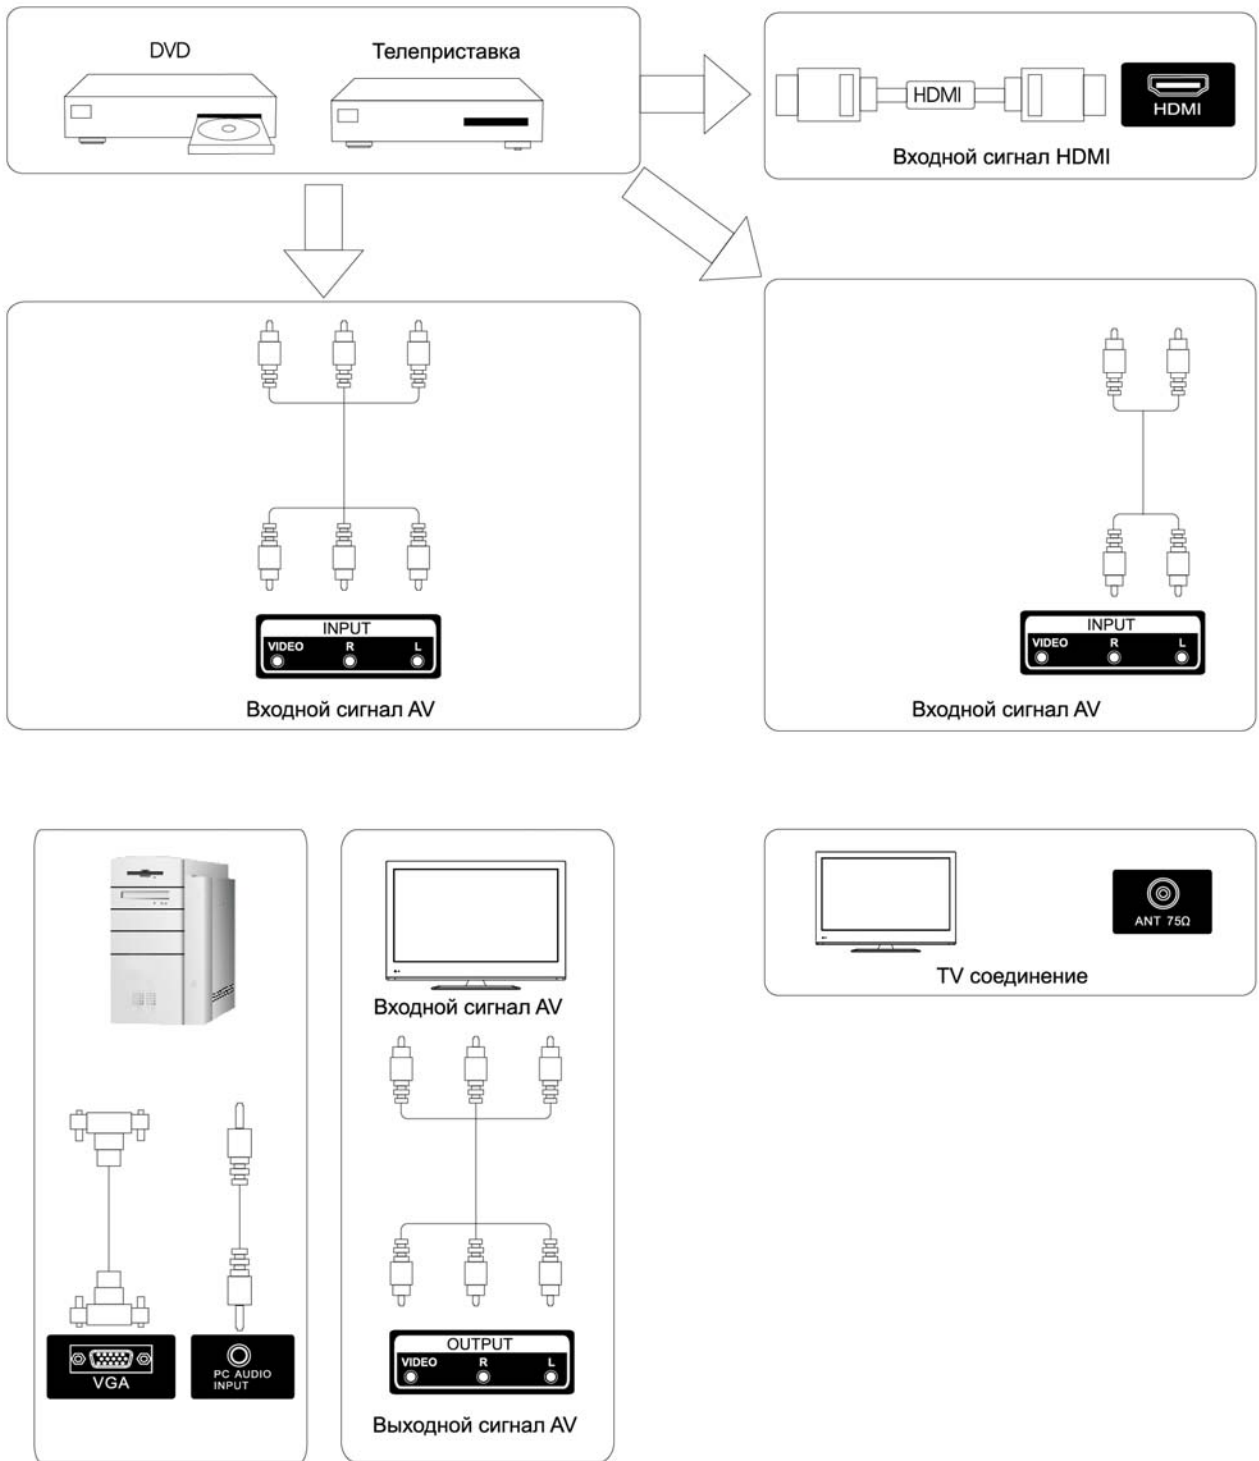 DVD
Телеприставка
HDMI
HDMI
Входной сигнал HDMI
INPUT
VIDEO R L
Входной сигнал AV
INPUT
VIDEO R L
Входной сигнал AV
VGA
PC AUDIO
INPUT
Входной сигнал AV
OUTPUT
VIDEO R L
Выходной сигнал AV
ANT 75Ω
TV соединение